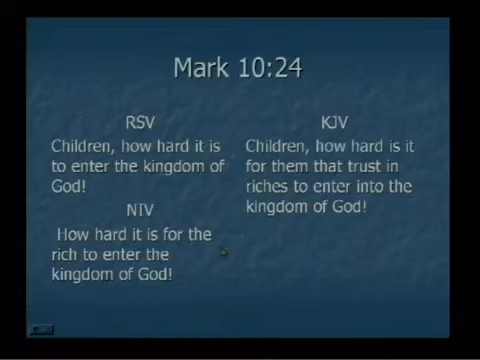 Mark 10:24
RSV
Children, how hard it is
to enter the kingdom of
God!
NIV
How hard it is for the
rich to enter the
kingdom of God!
KJV
Children, how hard is it
for them that trust in
riches to enter into the
kingdom of God!